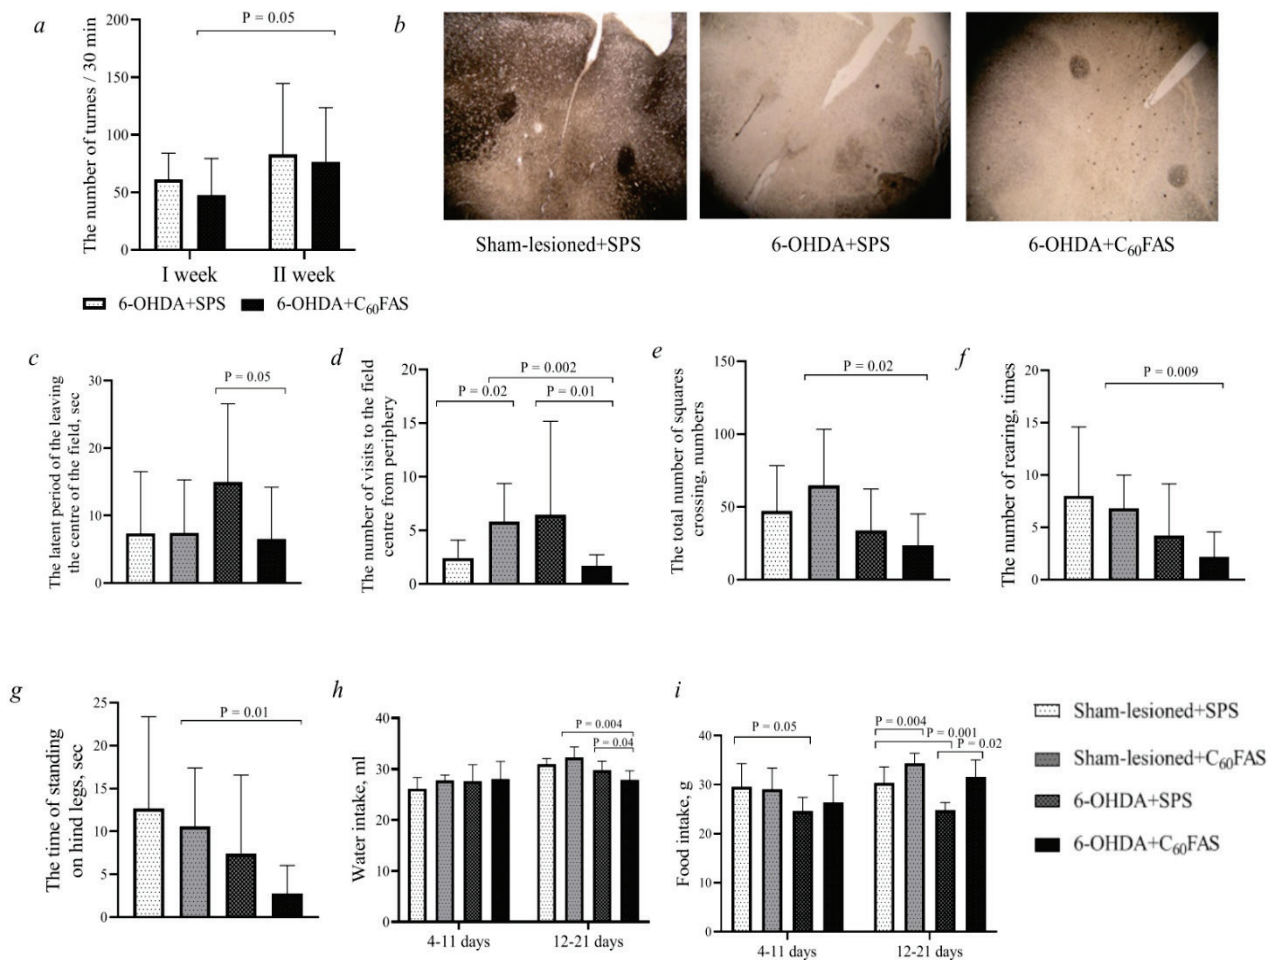 a
The number of turnes / 30 min
200
150
100
50
0
P = 0.05
I week
II week
6-OHDA+SPS
6-OHDA+C₆₀FAS
b
Sham-lesioned+SPS
6-OHDA+SPS
6-OHDA+C₆₀FAS
c
The latent period of the leaving
the centre of the field, sec
30
20
10
0
P = 0.05
d
The number of visits to the field
centre from periphery
20
15
10
5
0
P = 0.002
P = 0.02
P = 0.01
e
The total number of squares
crossing, numbers
150
100
50
0
P = 0.02
f
The number of rearing, times
20
15
10
5
0
P = 0.009
g
The time of standing
on hind legs, sec
25
20
15
10
5
0
P = 0.01
h
Water intake, ml
40
30
20
10
0
P = 0.004
P = 0.04
4-11 days
12-21 days
i
Food intake, g
40
30
20
10
0
P = 0.05
P = 0.004
P = 0.001
P = 0.02
4-11 days
12-21 days
Sham-lesioned+SPS
Sham-lesioned+C₆₀FAS
6-OHDA+SPS
6-OHDA+C₆₀FAS